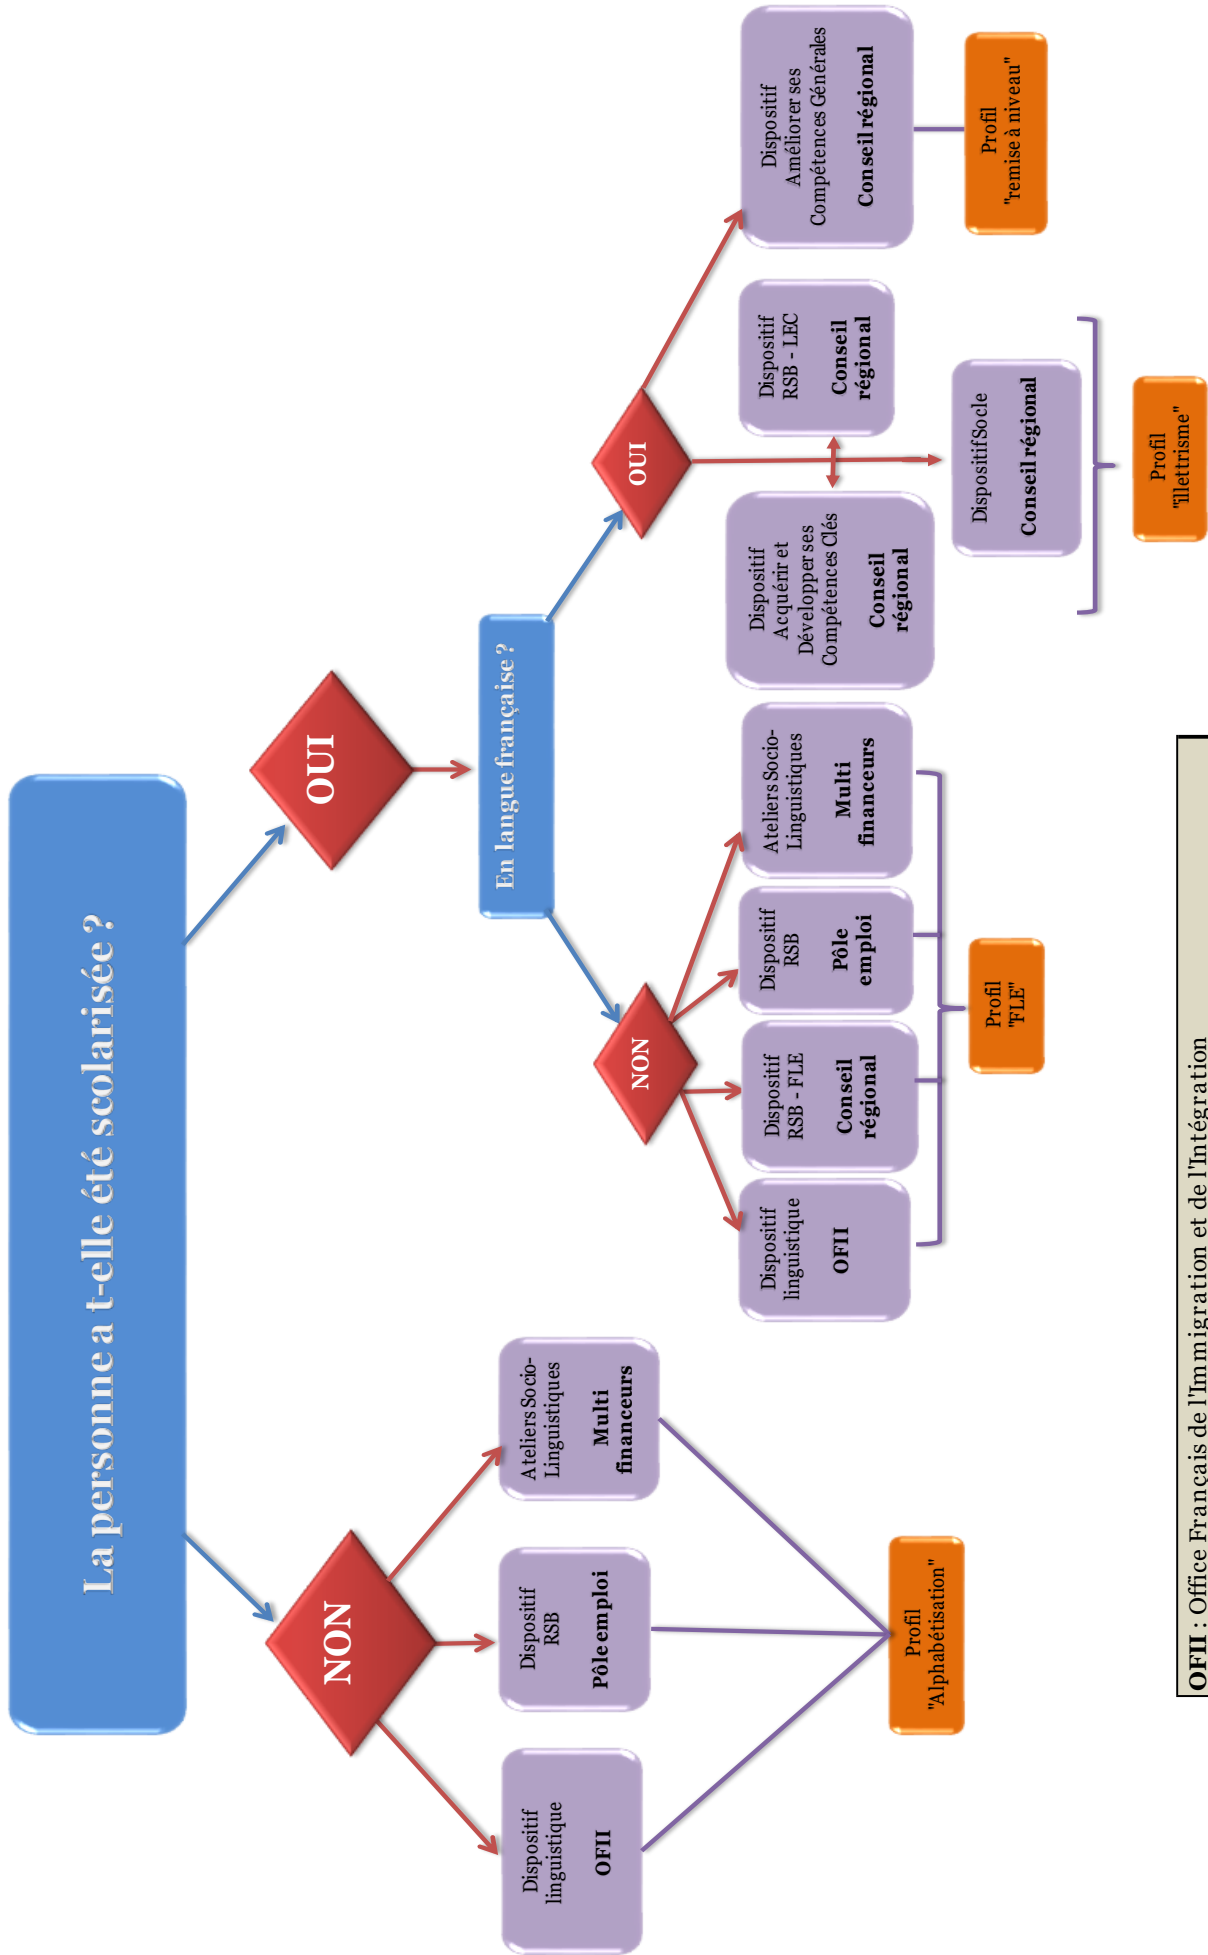 La personne a t-elle été scolarisée ?
NON
OUI
Dispositif
linguistique
OFII
Dispositif
RSB
Pôle emploi
Ateliers Socio-
Linguistiques
Multi
financeurs
Profil
"Alphabétisation"
En langue française ?
NON
OUI
Dispositif
linguistique
OFII
Dispositif
RSB - FLE
Conseil
régional
Dispositif
RSB
Pôle
emploi
Ateliers Socio-
Linguistiques
Multi
financeurs
Profil
"FLE"
Dispositif
Acquérir et
Développer ses
Compétences Clés
Conseil
régional
Dispositif
RSB - LEC
Conseil
régional
Dispositif Socle
Conseil régional
Profil
"illettrisme"
Dispositif
Améliorer ses
Compétences Générales
Conseil régional
Profil
"remise à niveau"
OFII : Office Français de l'Immigration et de l'Intégration